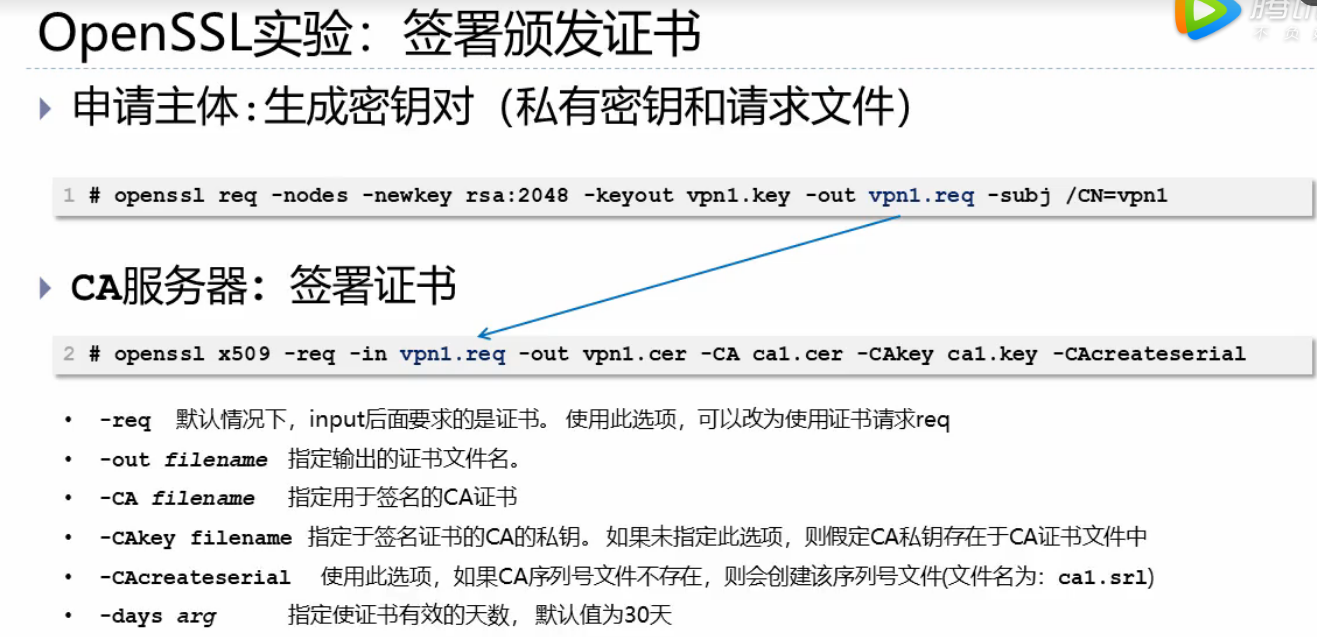 OpenSSL实验：签署颁发证书
申请主体:生成密钥对（私有密钥和请求文件）
1 # openssl req -nodes -newkey rsa:2048 -keyout vpn1.key -out vpn1.req -subj /CN=vpn1
CA服务器：签署证书
2 # openssl x509 -req -in vpn1.req -out vpn1.cer -CA ca1.cer -CAkey ca1.key -CAcreateserial
• -req 默认情况下，input后面要求的是证书。 使用此选项，可以改为使用证书请求req
• -out filename 指定输出的证书文件名。
• -CA filename 指定用于签名的CA证书
• -CAkey filename 指定于签名证书的CA的私钥。 如果未指定此选项，则假定CA私钥存在于CA证书文件中
• -CAcreateserial 使用此选项，如果CA序列号文件不存在，则会创建该序列号文件(文件名为：ca1.srl)
• -days arg 指定使证书有效的天数， 默认值为30天